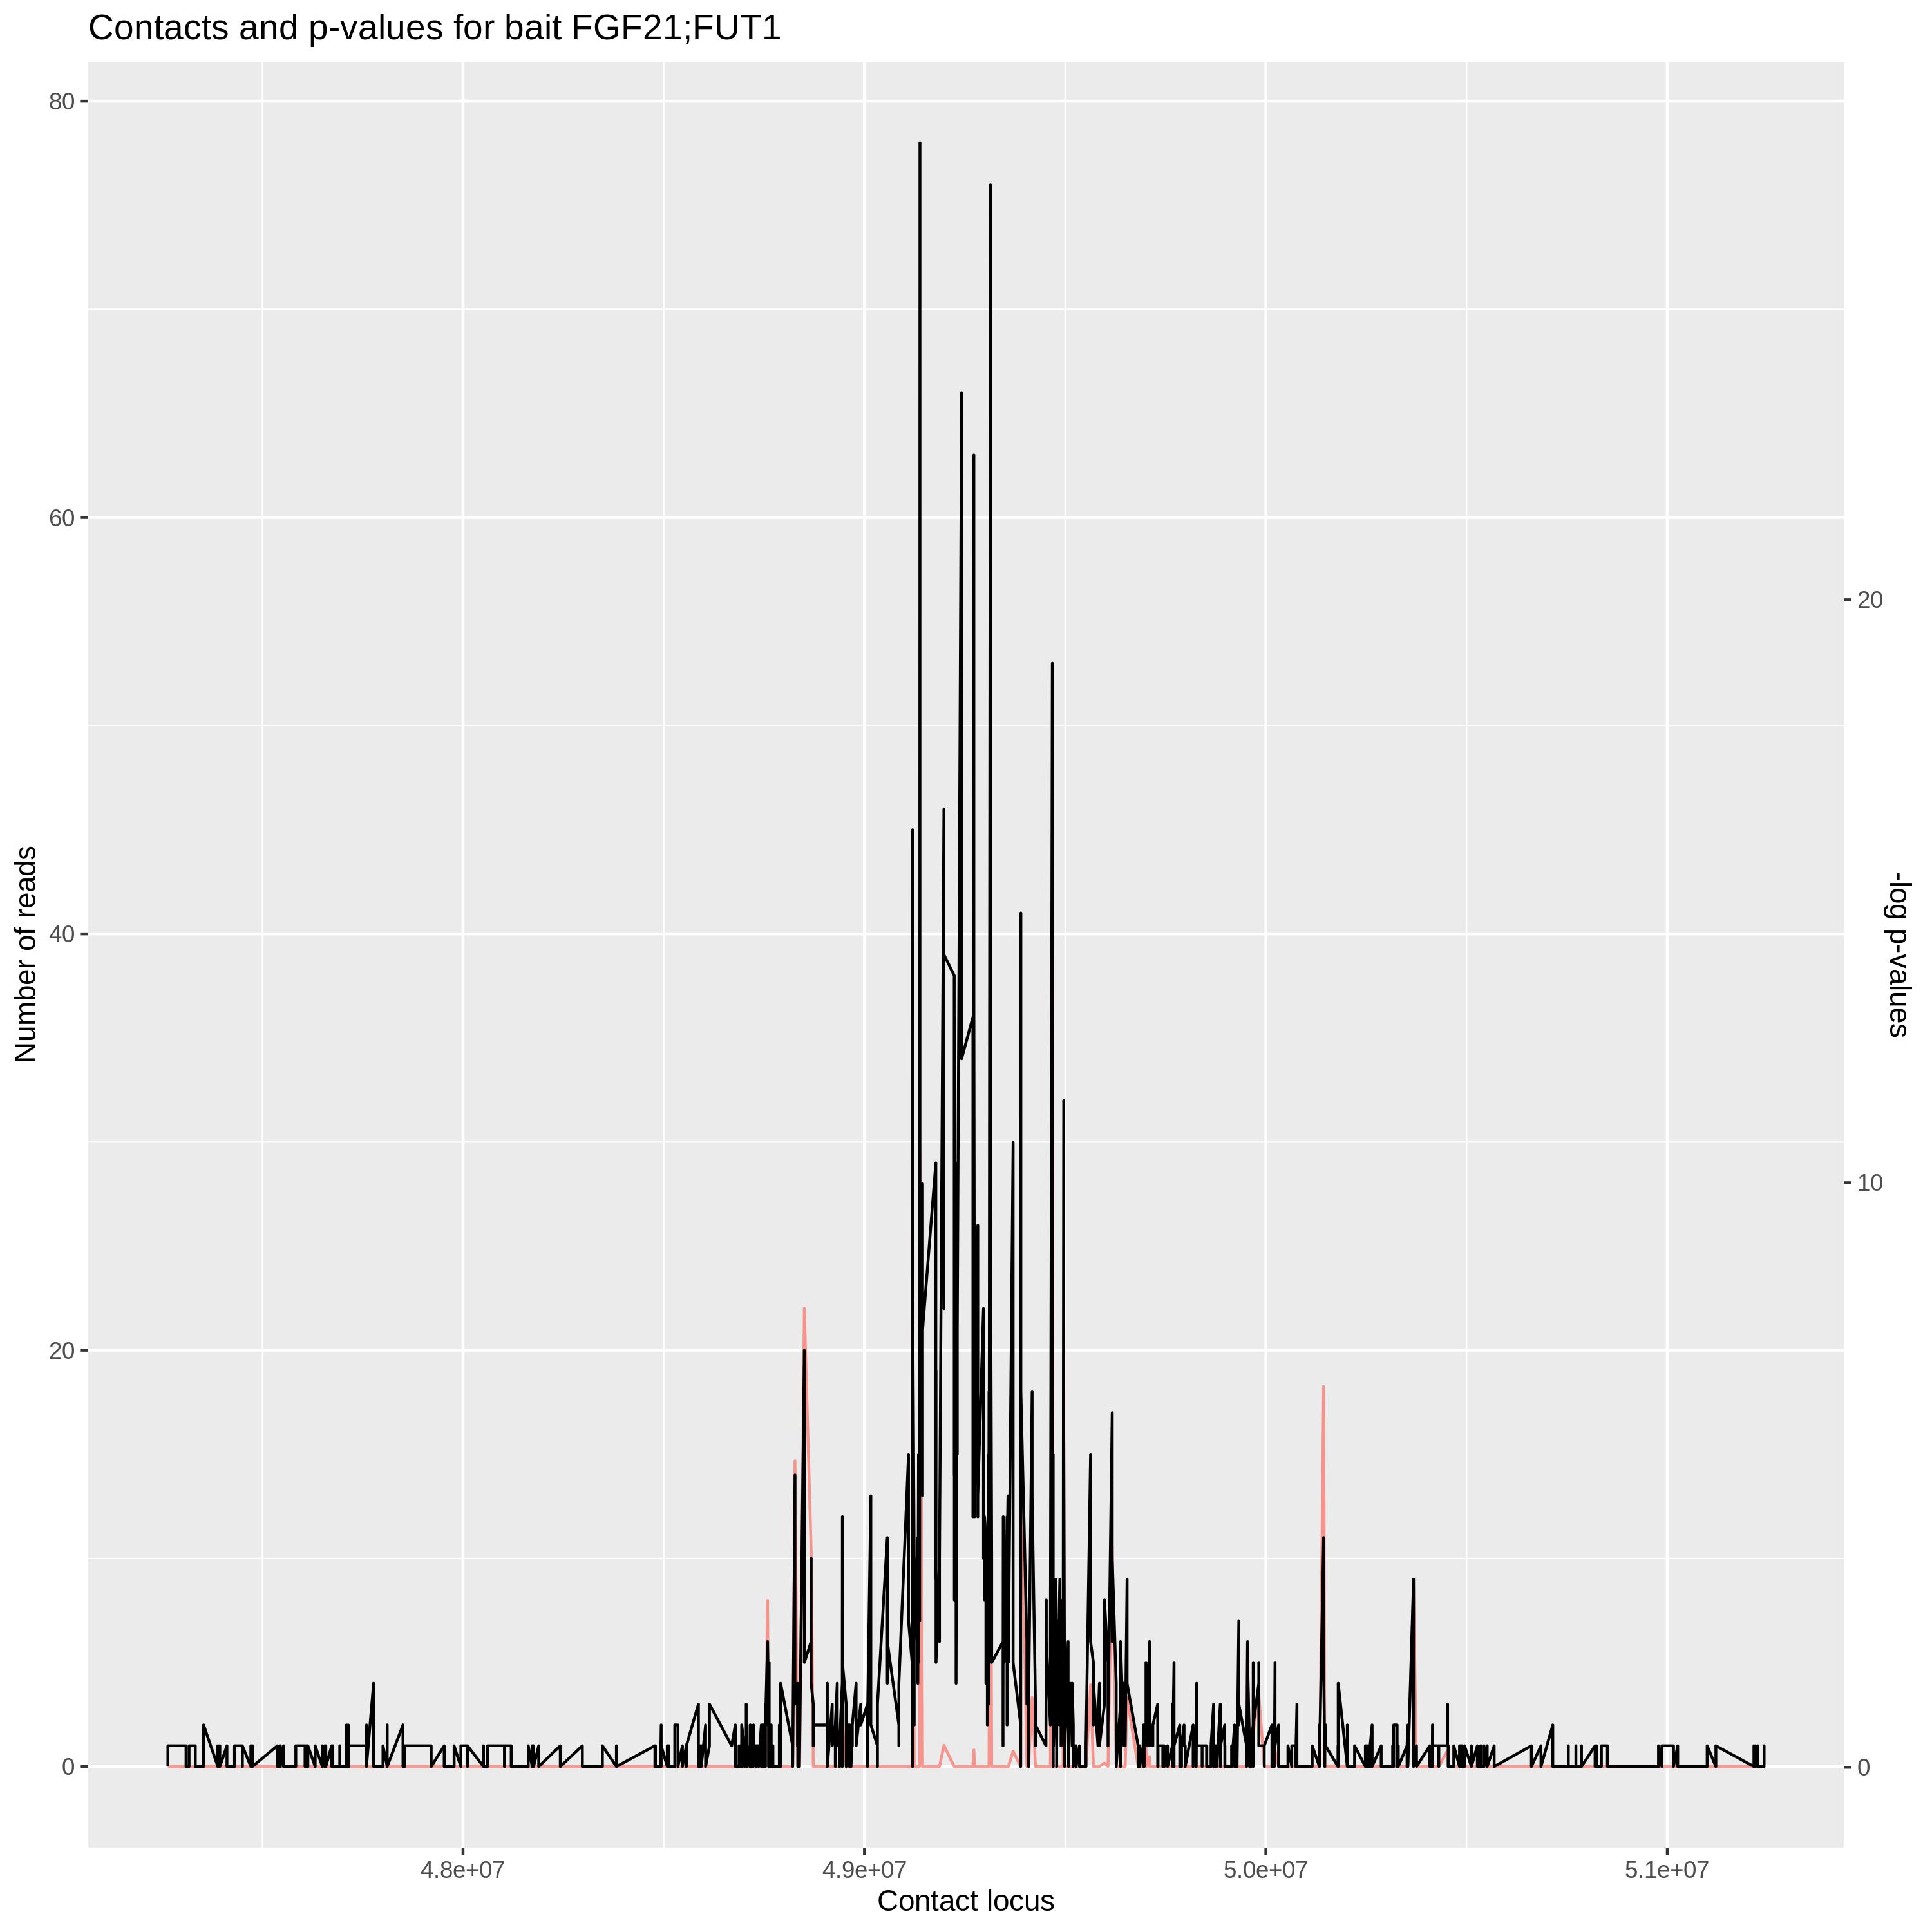 Contacts and p-values for bait FGF21;FUT1
80
60
40
20
0
Number of reads
20
10
0
-log p-values
4.8e+07
4.9e+07
5.0e+07
5.1e+07
Contact locus